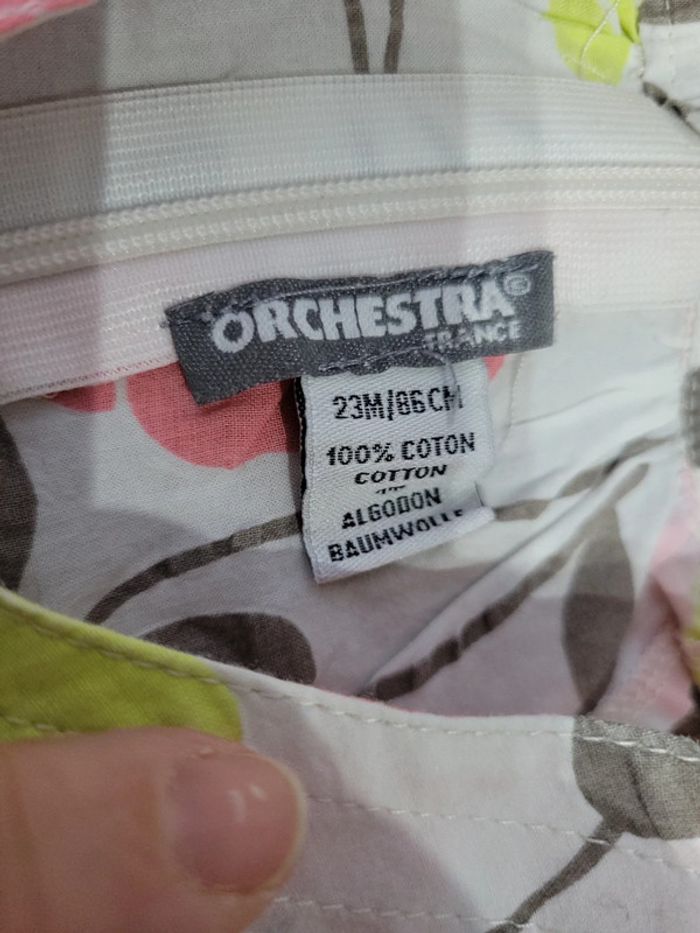 ORCHESTRA®
FRANCE
23M/86CM
100% COTON
COTTON
ALGODON
BAUMWOLLE